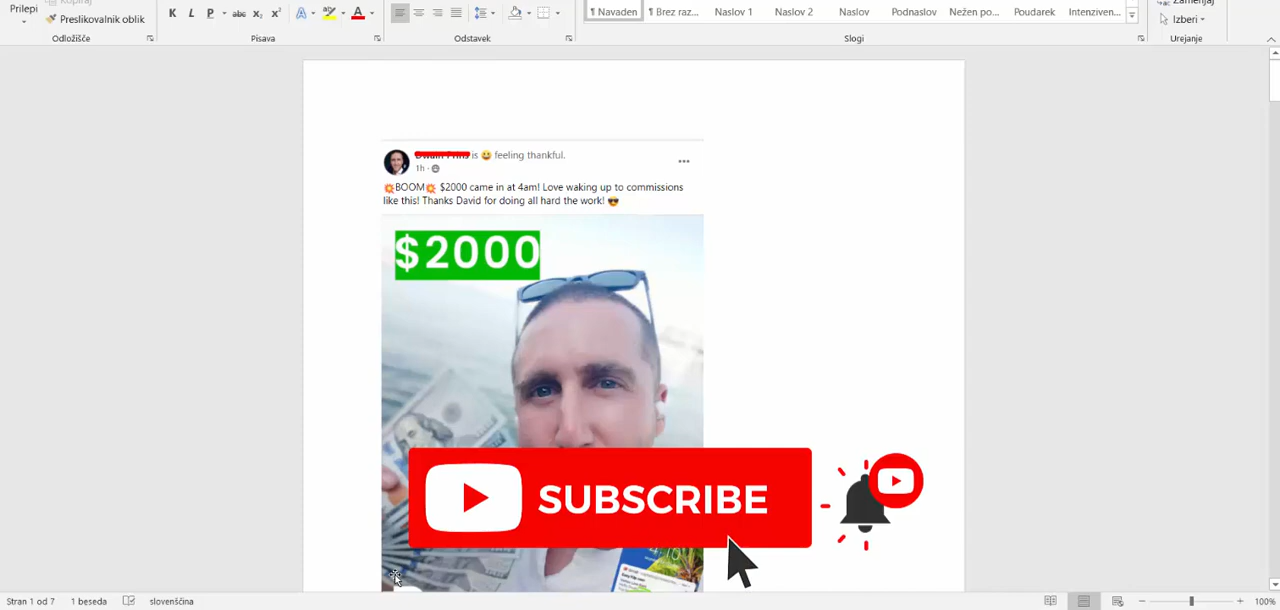 Prilepi
Kopiraj
Preslikovalnik oblik
Odložišče
K L P abc x₂ x²
A A
Pisava
Odstavek
¶ Navaden ¶ Brez raz... Naslov 1 Naslov 2 Naslov Podnaslov Nežen po... Poudarek Intenziven...
Slogi
Zamenjaj
Izberi
Urejanje
is 😃 feeling thankful.
1h ·
💥BOOM💥 $2000 came in at 4am! Love waking up to commissions
like this! Thanks David for doing all hard the work! 😎
$2000
SUBSCRIBE
Stran 1 od 7 1 beseda slovenščina 100%